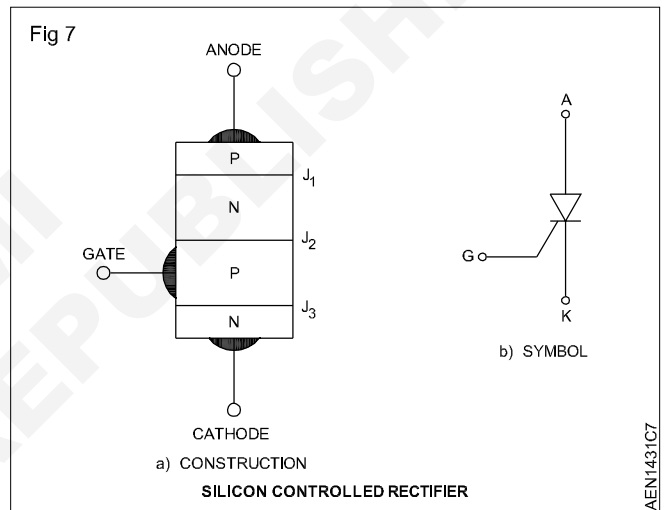 Fig 7
ANODE
P
J1
N
J2
GATE
P
J3
N
CATHODE
a) CONSTRUCTION
A
G
K
b) SYMBOL
SILICON CONTROLLED RECTIFIER
AEN1431C7